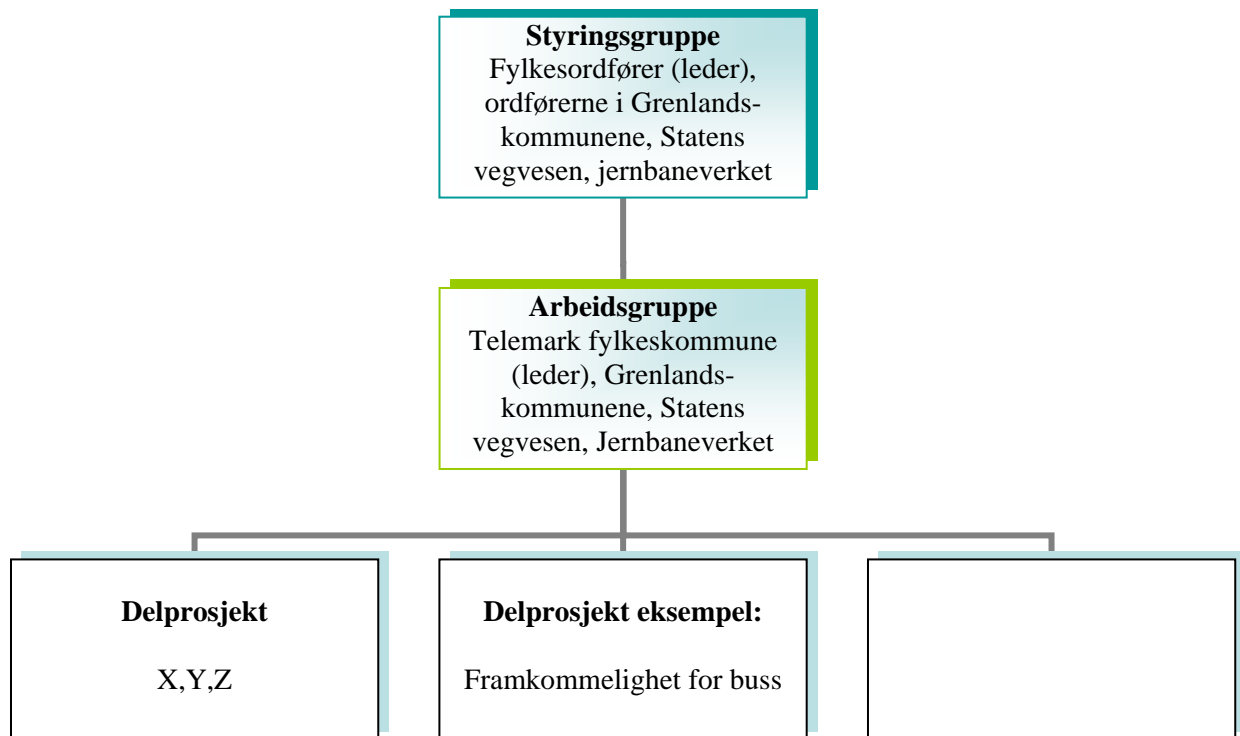 Styringsgruppe
Fylkesordfører (leder),
ordførerne i Grenlands-
kommunene, Statens
vegvesen, jernbaneverket
Arbeidsgruppe
Telemark fylkeskommune
(leder), Grenlands-
kommunene, Statens
vegvesen, Jernbaneverket
Delprosjekt
X,Y,Z
Delprosjekt eksempel:
Framkommelighet for buss